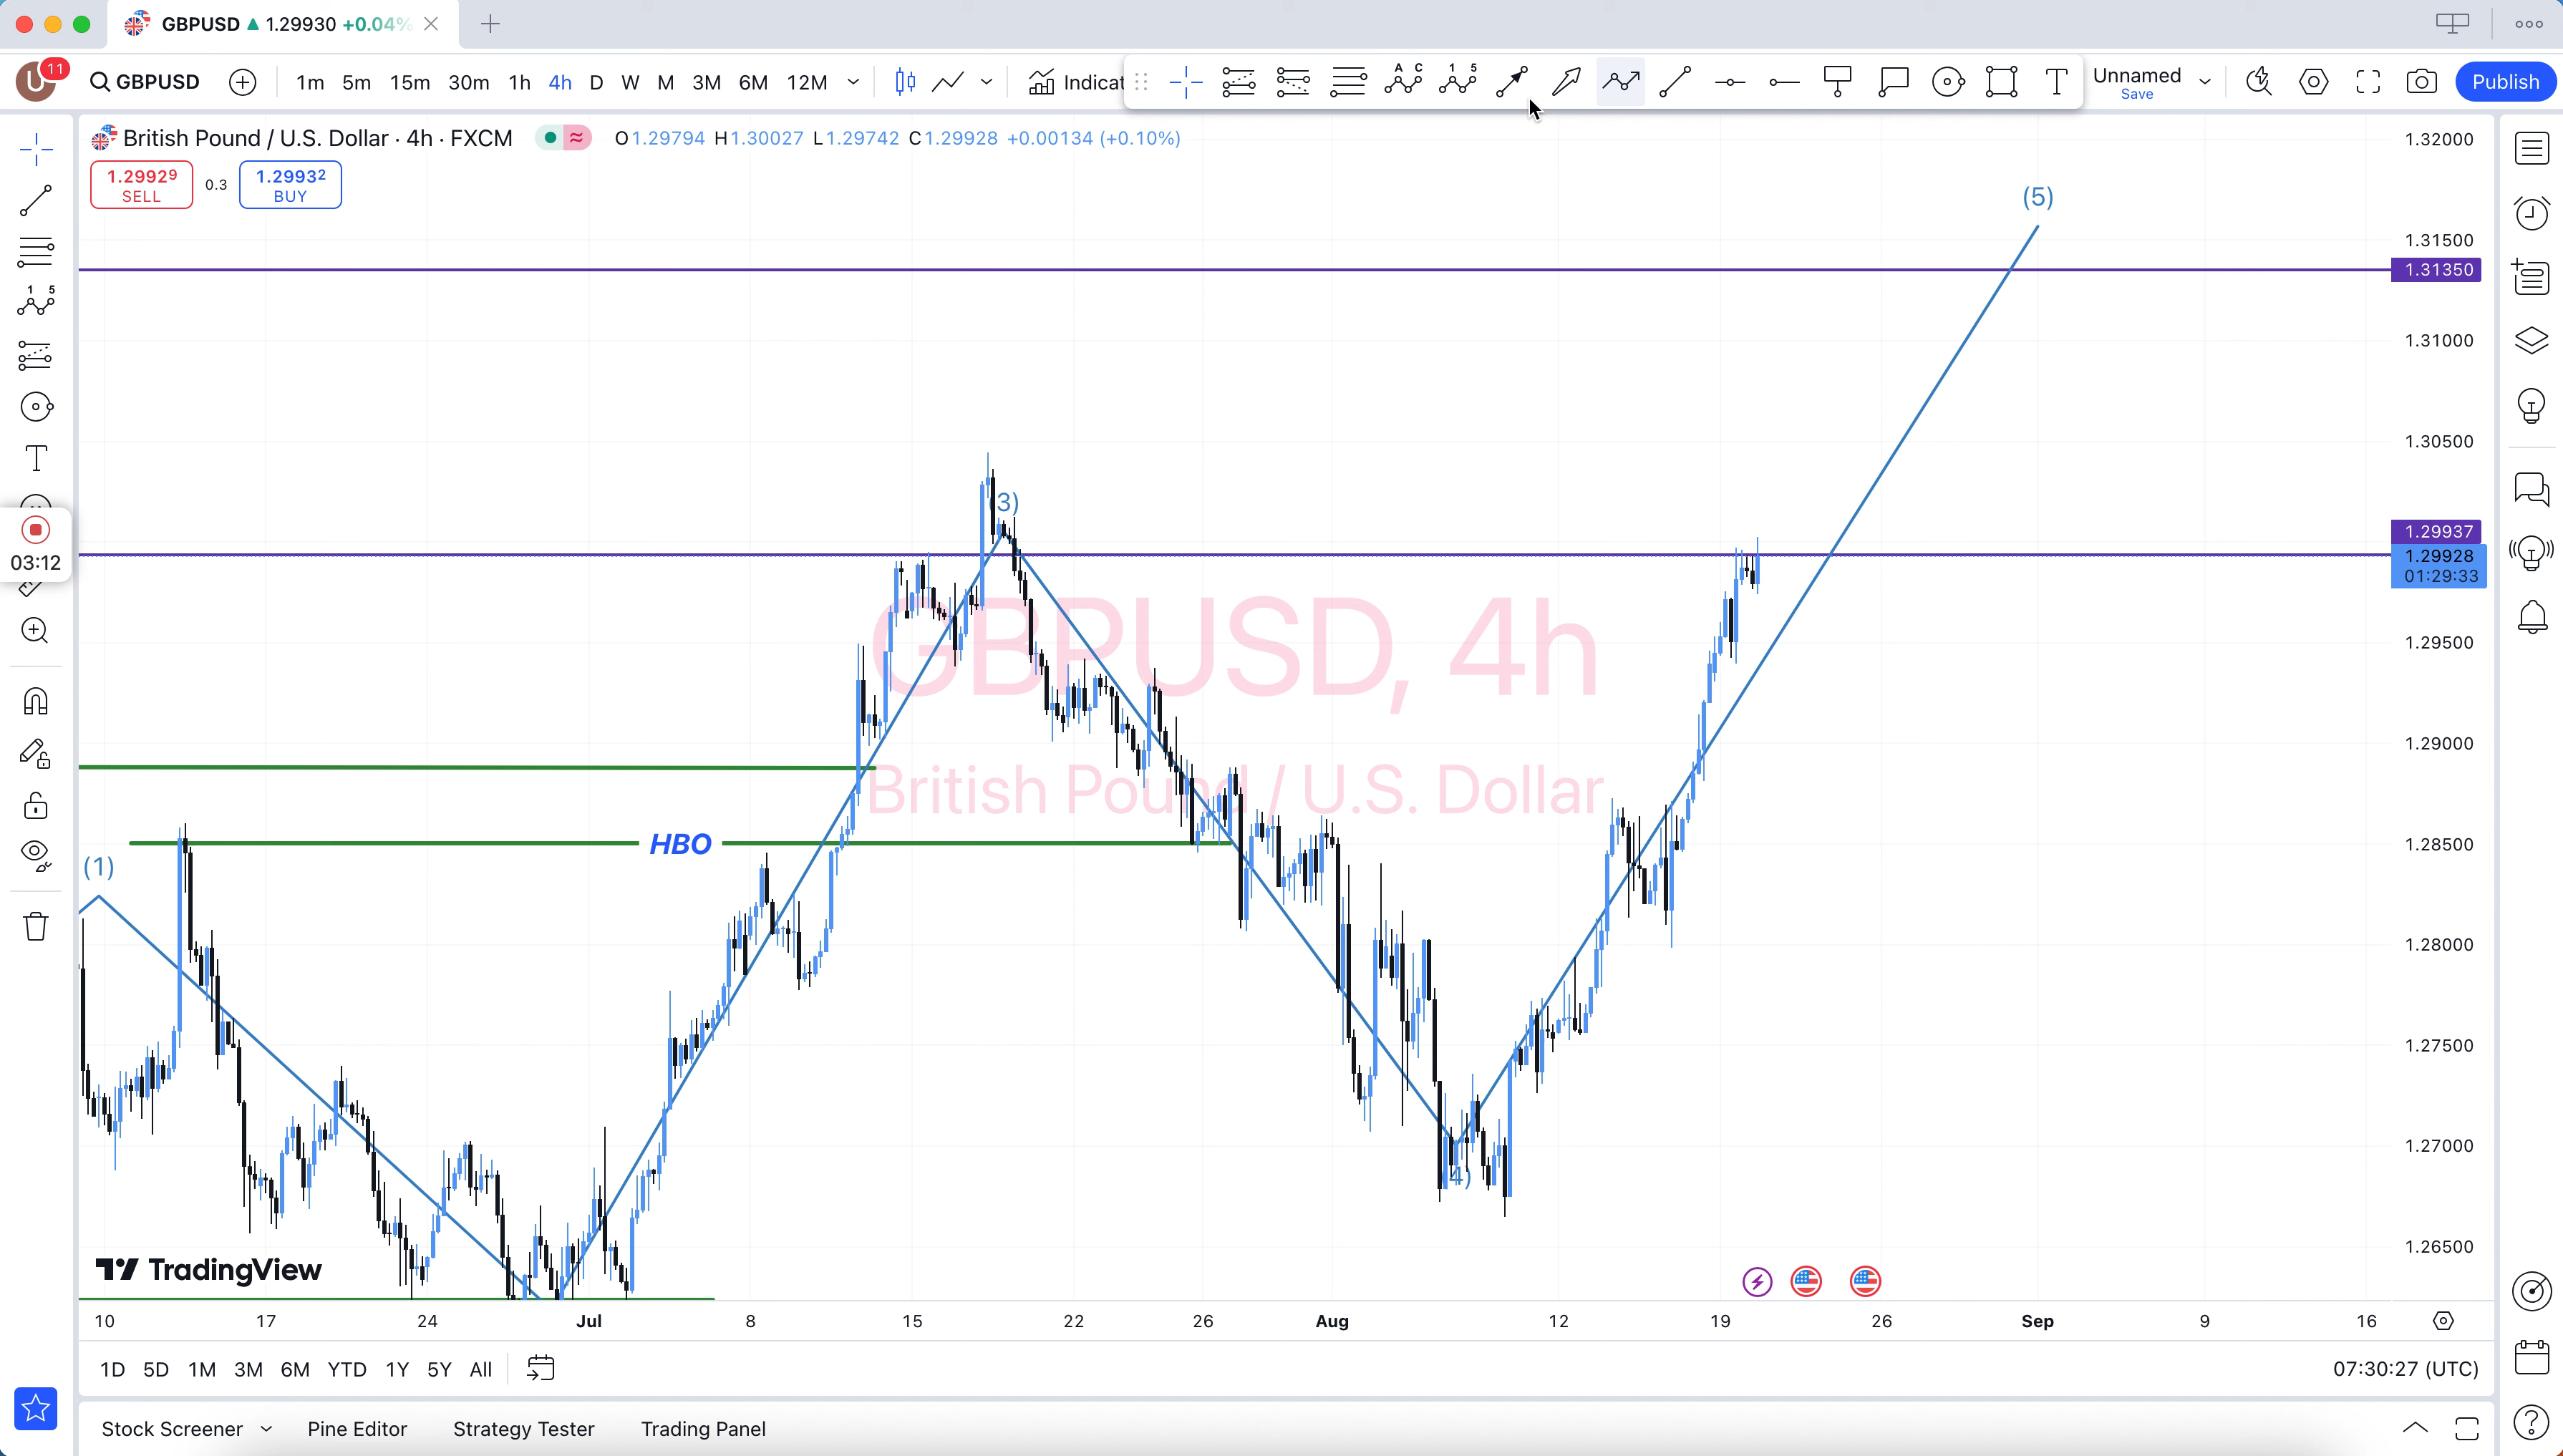 GBPUSD ▲ 1.29930 +0.04%
U 11 GBPUSD 1m 5m 15m 30m 1h 4h D W M 3M 6M 12M Indicat A C 1 5 T Unnamed Save Publish
British Pound / U.S. Dollar · 4h · FXCM ≈ O1.29794 H1.30027 L1.29742 C1.29928 +0.00134 (+0.10%)
1.29929 SELL 0.3 1.29932 BUY
1.32000
(5)
1.31500
1.31350
1.31000
1.30500
3)
1.29937
1.29928
01:29:33
1 5
T
03:12
GBPUSD, 4h
British Pound / U.S. Dollar
1.29500
1.29000
1.28500
HBO
(1)
1.28000
1.27500
1.27000
4)
1.26500
TradingView
10 17 24 Jul 8 15 22 26 Aug 12 19 26 Sep 9 16
1D 5D 1M 3M 6M YTD 1Y 5Y All 07:30:27 (UTC)
Stock Screener Pine Editor Strategy Tester Trading Panel